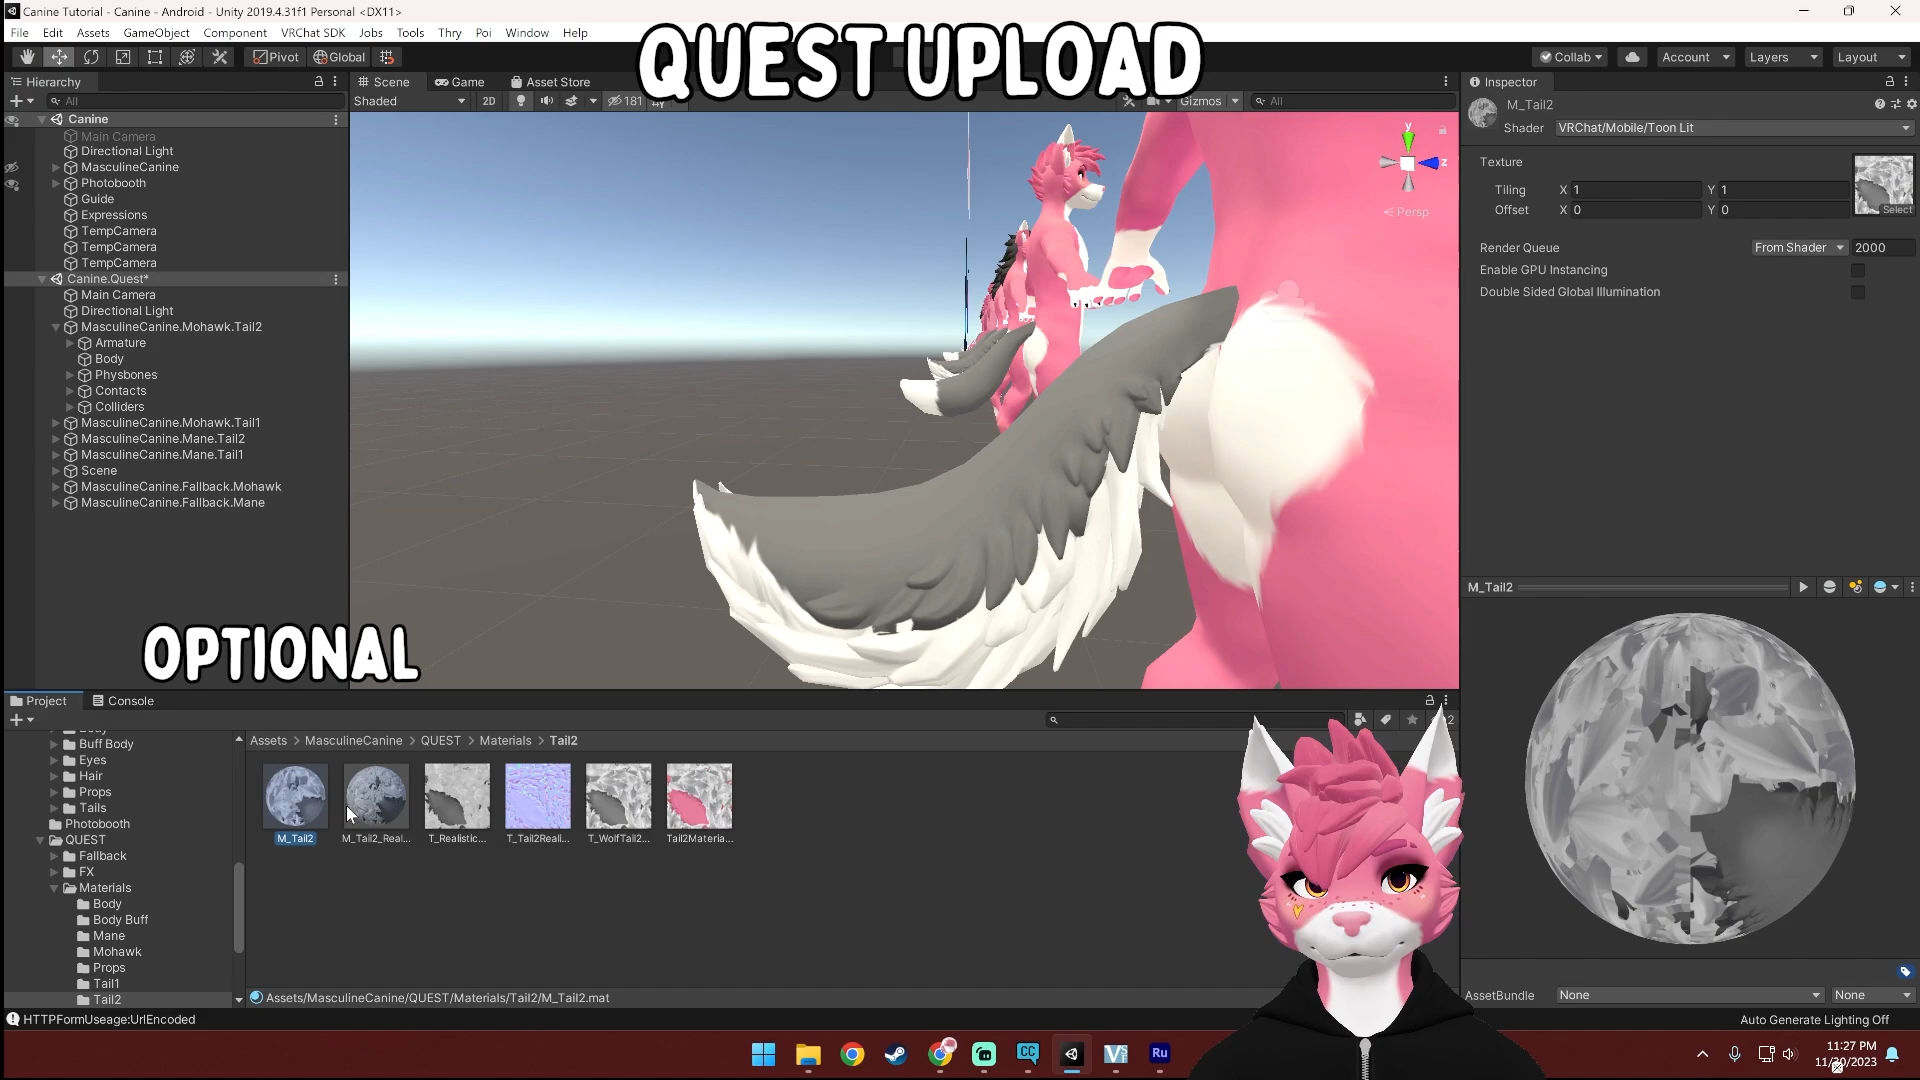 Canine Tutorial - Canine - Android - Unity 2019.4.31f1 Personal <DX11>
File Edit Assets GameObject Component VRChat SDK Jobs Tools Thry Poi Window Help
QUEST UPLOAD
Pivot Global Collab Account Layers Layout
Hierarchy Scene Game Asset Store Inspector
All Shaded 2D 181 Gizmos All
M_Tail2
Shader VRChat/Mobile/Toon Lit
Canine
Main Camera
Directional Light
MasculineCanine
Photobooth
Guide
Expressions
TempCamera
TempCamera
TempCamera
Canine.Quest*
Main Camera
Directional Light
MasculineCanine.Mohawk.Tail2
Armature
Body
Physbones
Contacts
Colliders
MasculineCanine.Mohawk.Tail1
MasculineCanine.Mane.Tail2
MasculineCanine.Mane.Tail1
Scene
MasculineCanine.Fallback.Mohawk
MasculineCanine.Fallback.Mane
y
z
Persp
Texture
Tiling X 1 Y 1
Offset X 0 Y 0
Select
Render Queue From Shader 2000
Enable GPU Instancing
Double Sided Global Illumination
M_Tail2
OPTIONAL
Project Console
Buff Body
Eyes
Hair
Props
Tails
Photobooth
QUEST
Fallback
FX
Materials
Body
Body Buff
Mane
Mohawk
Props
Tail1
Tail2
Assets > MasculineCanine > QUEST > Materials > Tail2
M_Tail2 M_Tail2_Real... T_Realistic... T_Tail2Reali... T_WolfTail2... Tail2Materia...
Assets/MasculineCanine/QUEST/Materials/Tail2/M_Tail2.mat
AssetBundle None None
HTTPFormUseage:UrlEncoded
Auto Generate Lighting Off
CC
Ru
11:27 PM
11/20/2023